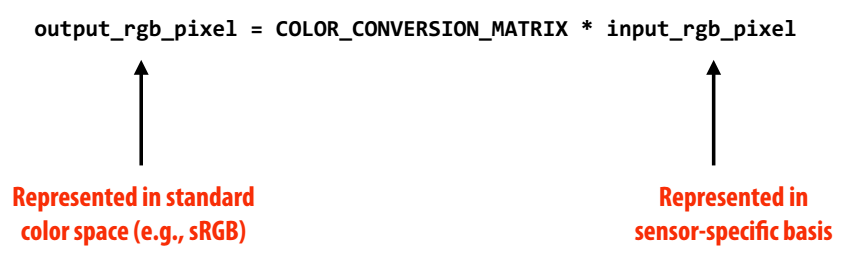 output_rgb_pixel = COLOR_CONVERSION_MATRIX * input_rgb_pixel
Represented in standard
color space (e.g., sRGB)
Represented in
sensor-specific basis